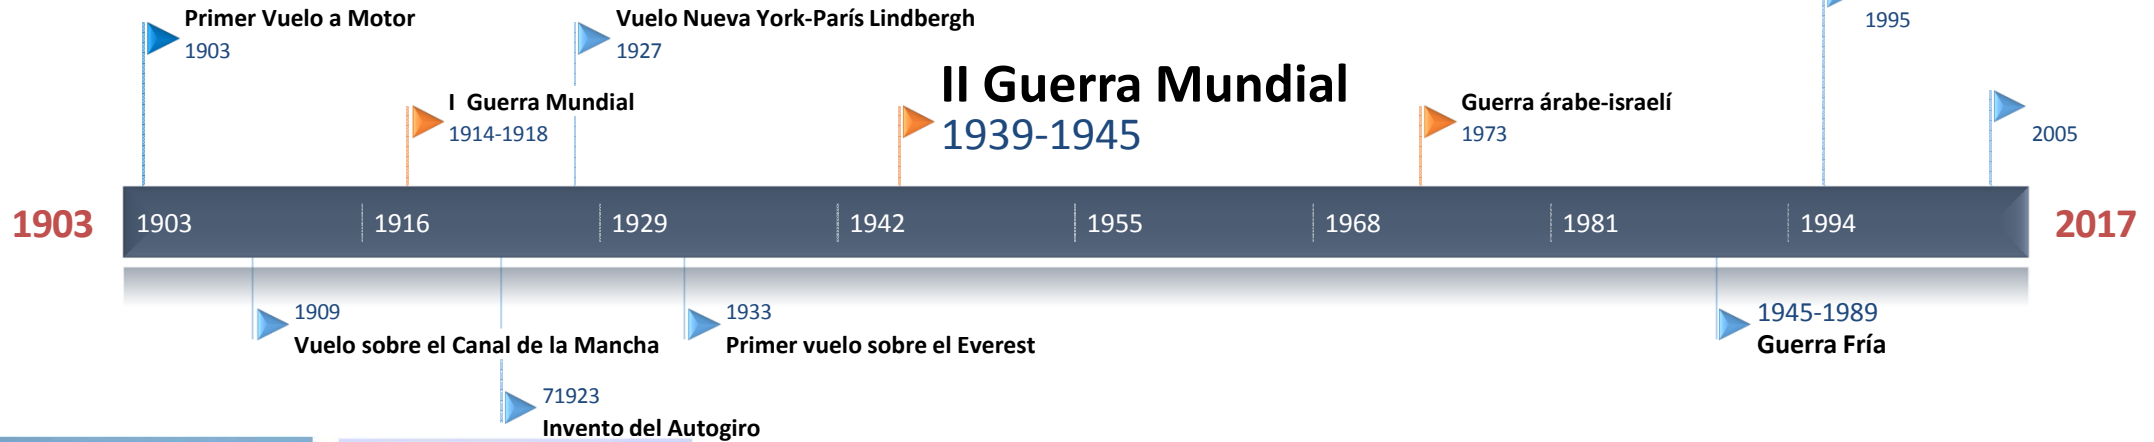 Primer Vuelo a Motor
1903
Vuelo Nueva York-París Lindbergh
1927
1995
I Guerra Mundial
1914-1918
II Guerra Mundial
1939-1945
Guerra árabe-israelí
1973
2005
1903
1903
1916
1929
1942
1955
1968
1981
1994
2017
1909
Vuelo sobre el Canal de la Mancha
1933
Primer vuelo sobre el Everest
1945-1989
Guerra Fría
71923
Invento del Autogiro